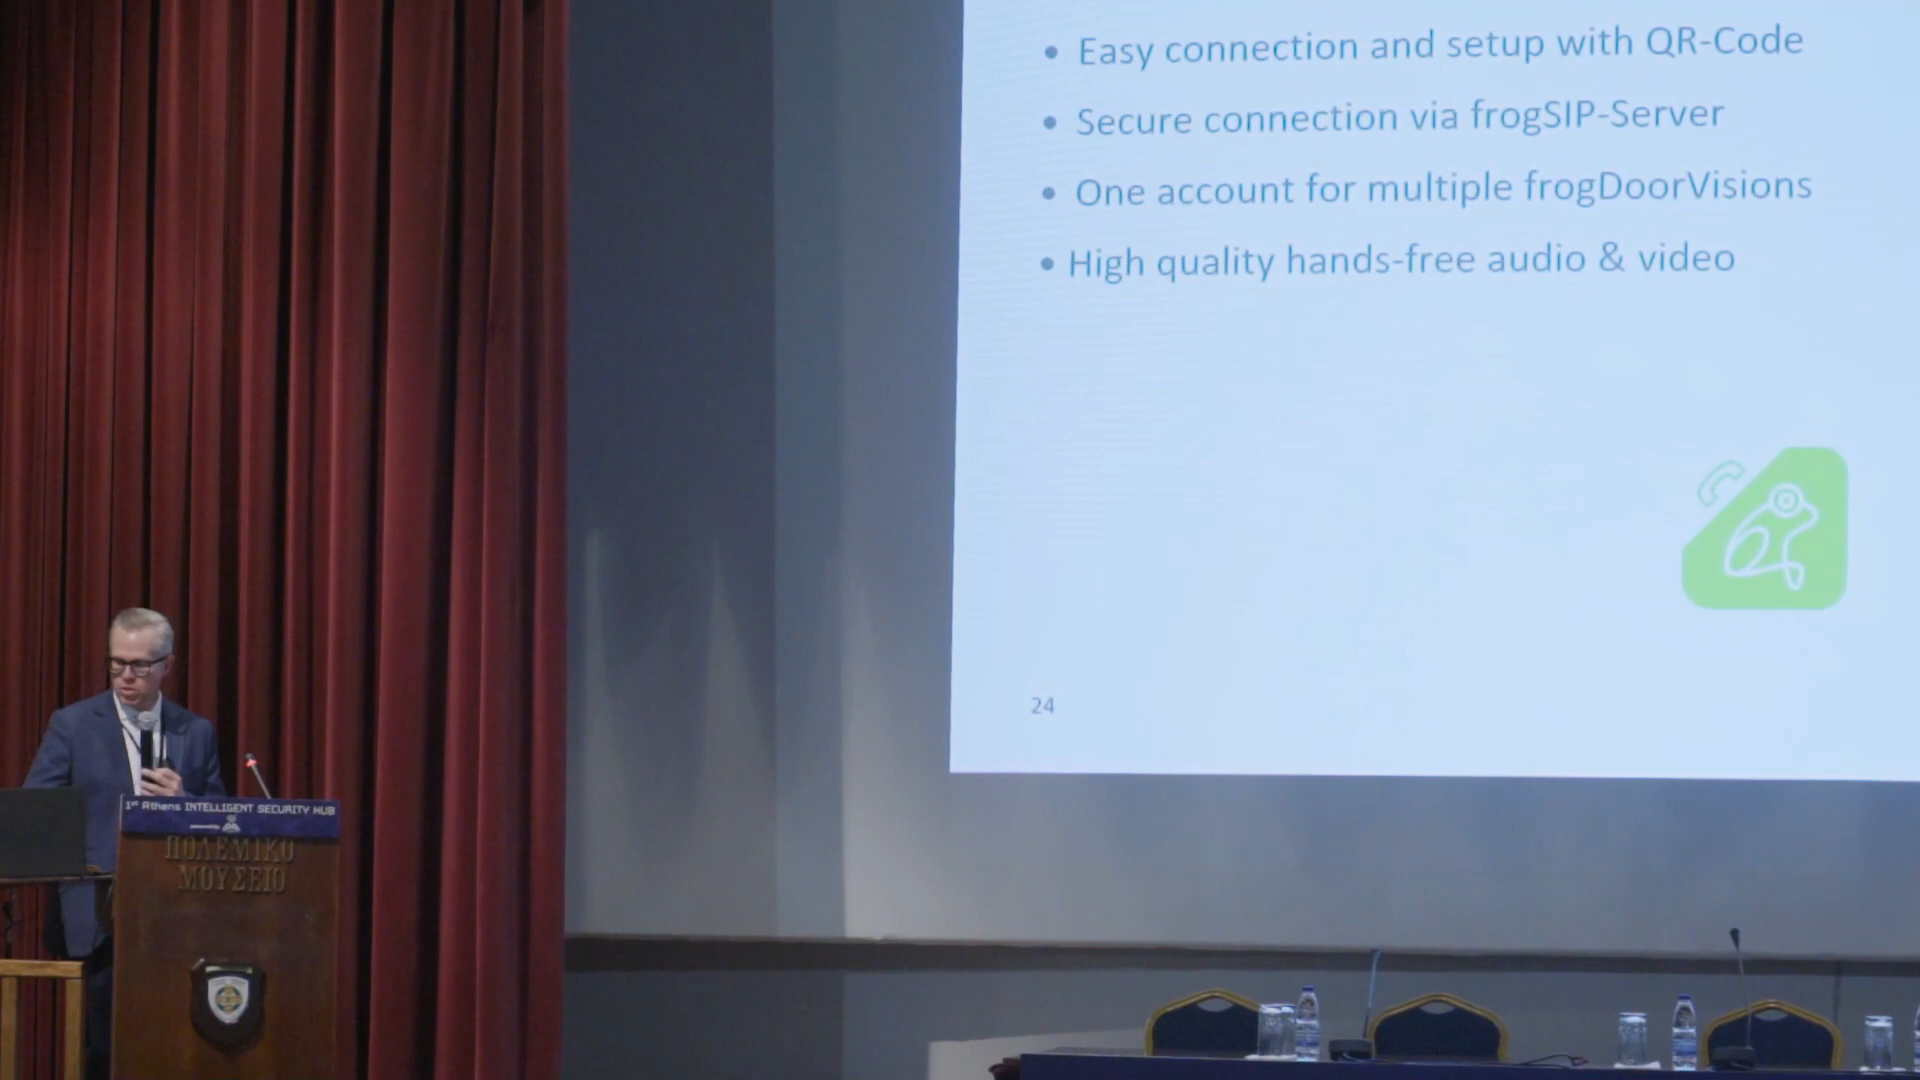 • Easy connection and setup with QR-Code
• Secure connection via frogSIP-Server
• One account for multiple frogDoorVisions
• High quality hands-free audio & video
24
1st Athens INTELLIGENT SECURITY HUB
ΠΟΛΕΜΙΚΟ
ΜΟΥΣΕΙΟ